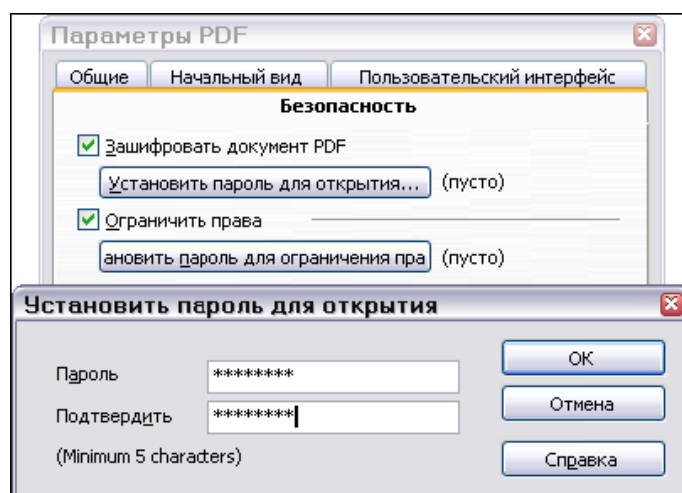 Параметры PDF
Общие Начальный вид Пользовательский интерфейс
Безопасность
Зашифровать документ PDF
Установить пароль для открытия... (пусто)
Ограничить права
ановить пароль для ограничения пра (пусто)
Установить пароль для открытия
Пароль ******** ОК
Подтвердить ******** Отмена
(Minimum 5 characters) Справка